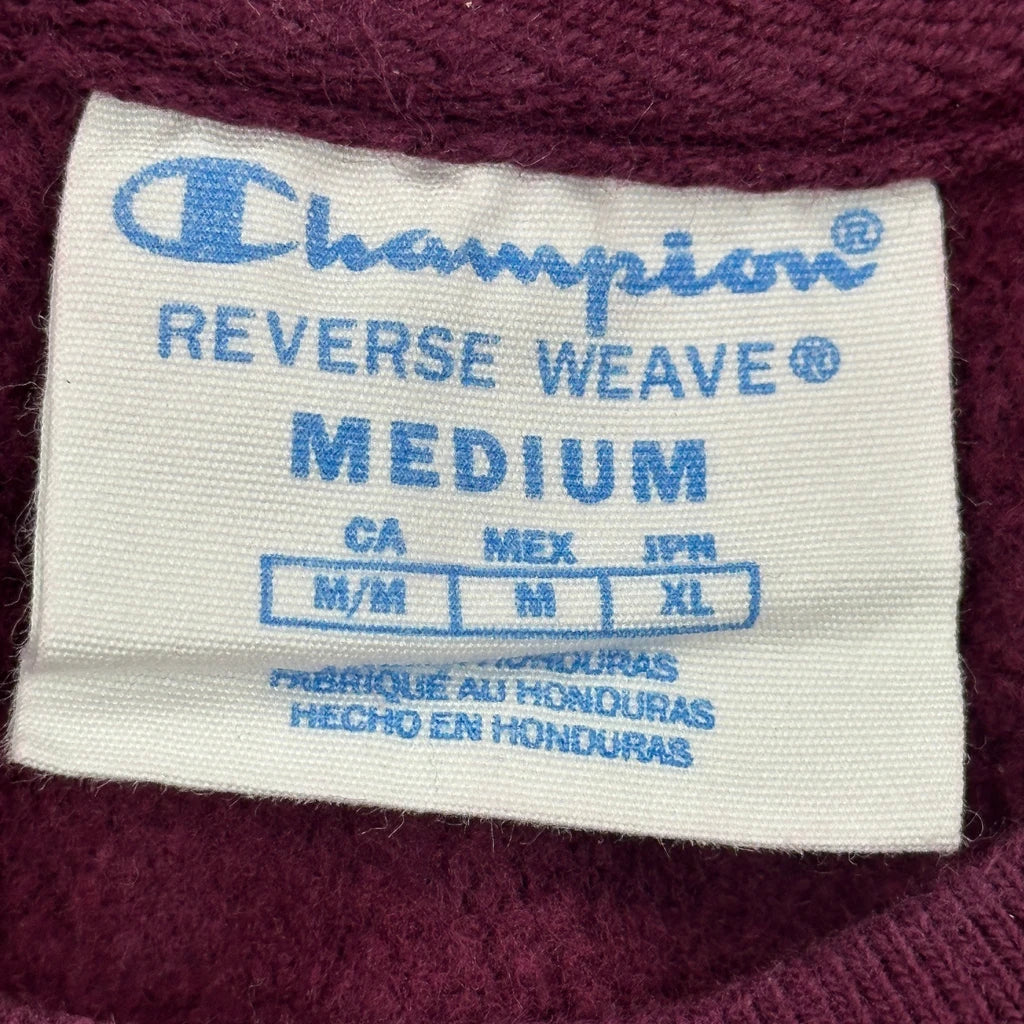 Champion®
REVERSE WEAVE®
MEDIUM
CA MEX JPN
M/M M XL
HONDURAS
FABRIQUE AU HONDURAS
HECHO EN HONDURAS